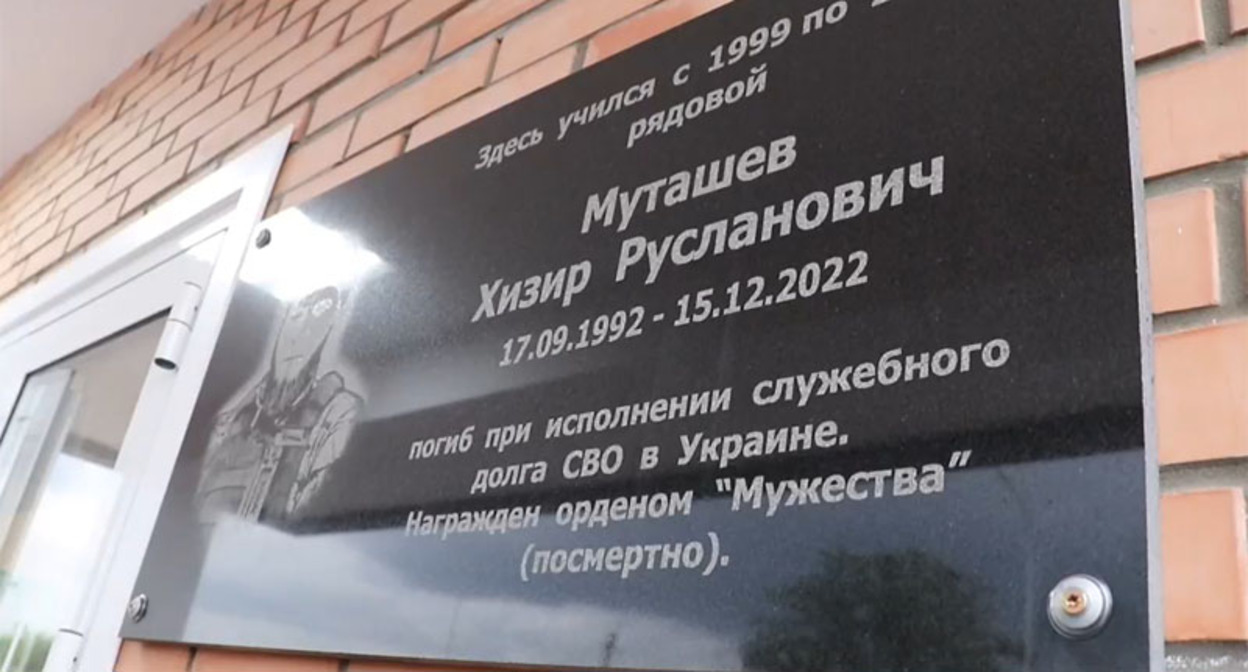 Здесь учился с 1999 по
рядовой
Муташев
Хизир Русланович
17.09.1992 - 15.12.2022
погиб при исполнении служебного
долга СВО в Украине.
Награжден орденом “Мужества”
(посмертно).